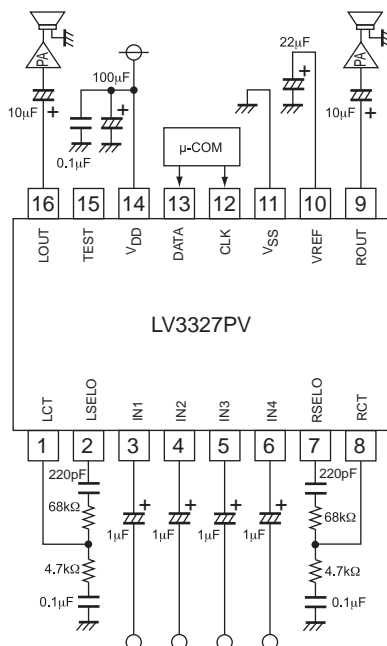 PA
PA
22µF
100µF
10µF
10µF
0.1µF
µ-COM
16 15 14 13 12 11 10 9
LOUT TEST VDD DATA CLK VSS VREF ROUT
LV3327PV
LCT LSELO IN1 IN2 IN3 IN4 RSELO RCT
1 2 3 4 5 6 7 8
220pF 220pF
68kΩ 1µF 1µF 1µF 1µF 68kΩ
4.7kΩ 4.7kΩ
0.1µF 0.1µF